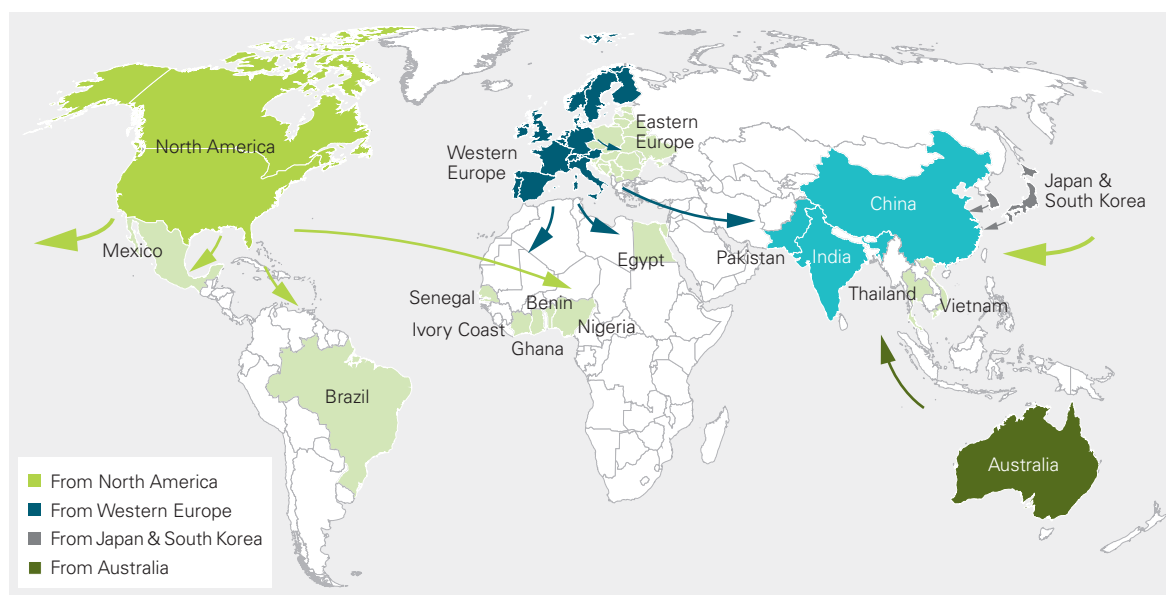 North America
Western
Europe
Eastern
Europe
Japan &
South Korea
China
Mexico
Egypt
Pakistan
India
Senegal
Benin
Thailand
Vietnam
Ivory Coast
Nigeria
Ghana
Brazil
Australia
From North America
From Western Europe
From Japan & South Korea
From Australia